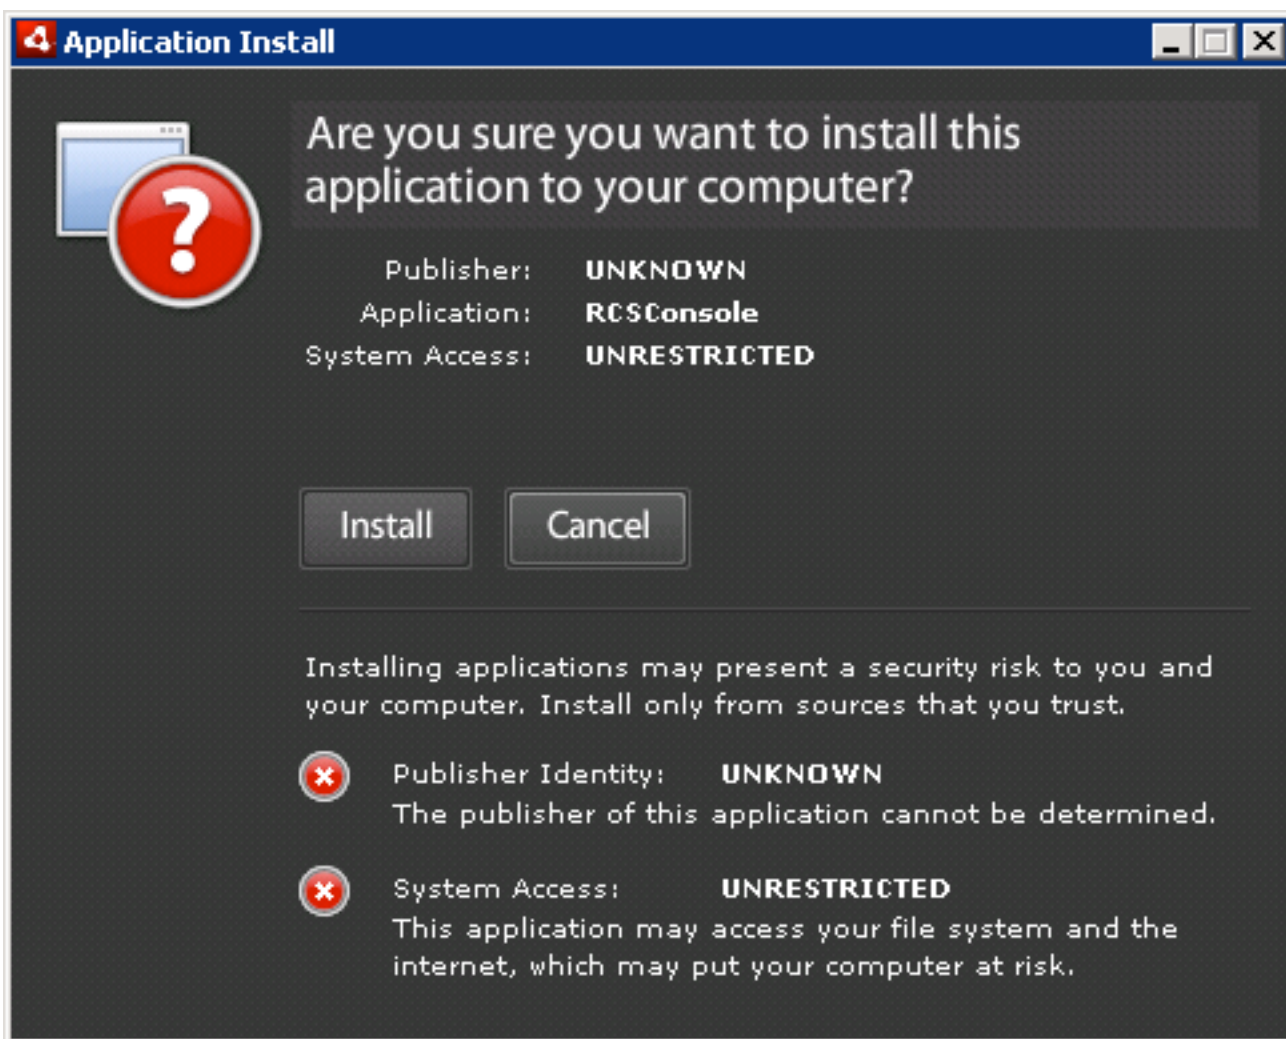 Application Install
Are you sure you want to install this
application to your computer?
Publisher: UNKNOWN
Application: RCSConsole
System Access: UNRESTRICTED
Install Cancel
Installing applications may present a security risk to you and
your computer. Install only from sources that you trust.
Publisher Identity: UNKNOWN
The publisher of this application cannot be determined.
System Access: UNRESTRICTED
This application may access your file system and the
internet, which may put your computer at risk.